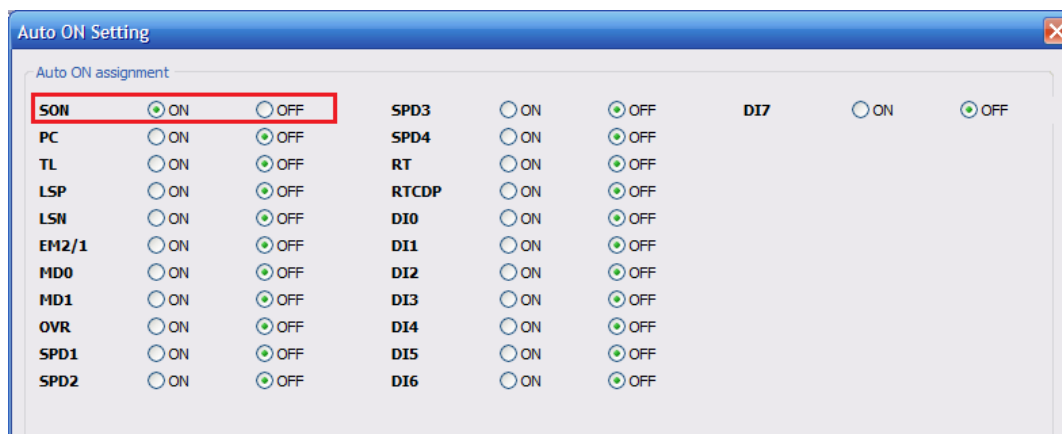 Auto ON Setting
Auto ON assignment
SON ON OFF SPD3 ON OFF DI7 ON OFF
PC ON OFF SPD4 ON OFF
TL ON OFF RT ON OFF
LSP ON OFF RTCDP ON OFF
LSN ON OFF DI0 ON OFF
EM2/1 ON OFF DI1 ON OFF
MD0 ON OFF DI2 ON OFF
MD1 ON OFF DI3 ON OFF
OVR ON OFF DI4 ON OFF
SPD1 ON OFF DI5 ON OFF
SPD2 ON OFF DI6 ON OFF